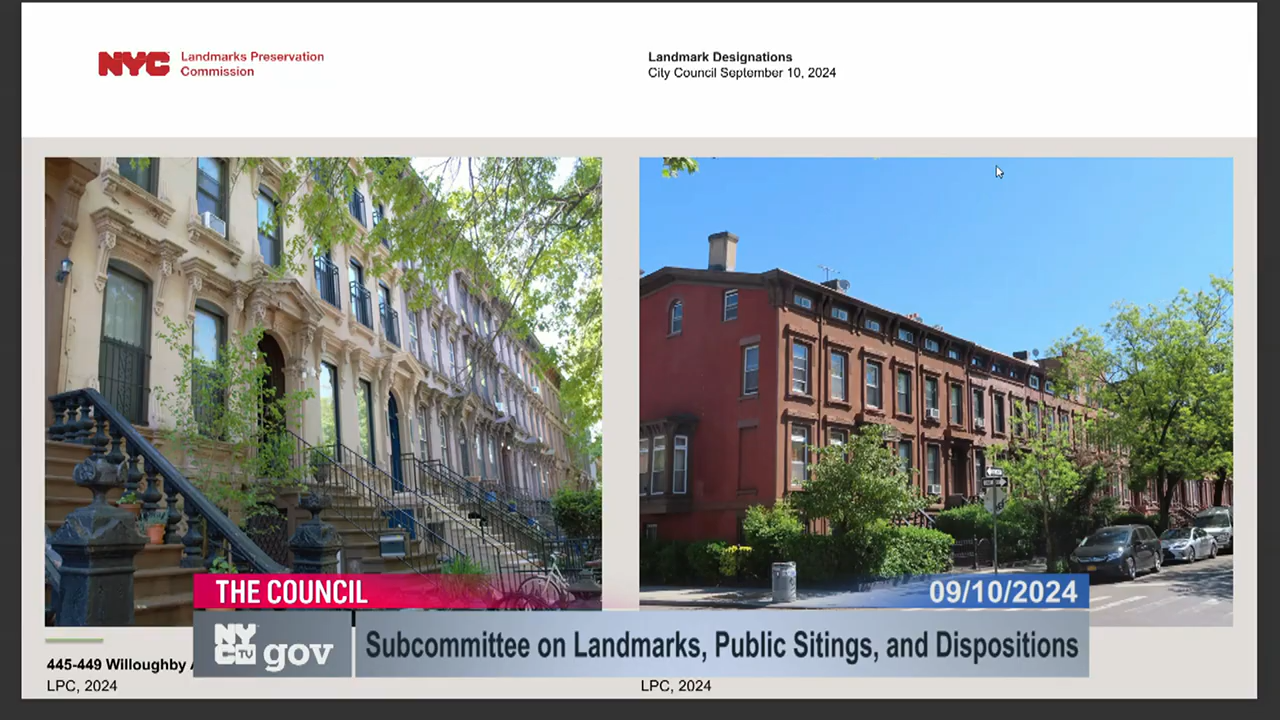 NYC
Landmarks Preservation
Commission
Landmark Designations
City Council September 10, 2024
THE COUNCIL
09/10/2024
NYC TV gov
Subcommittee on Landmarks, Public Sitings, and Dispositions
445-449 Willoughby
LPC, 2024
LPC, 2024